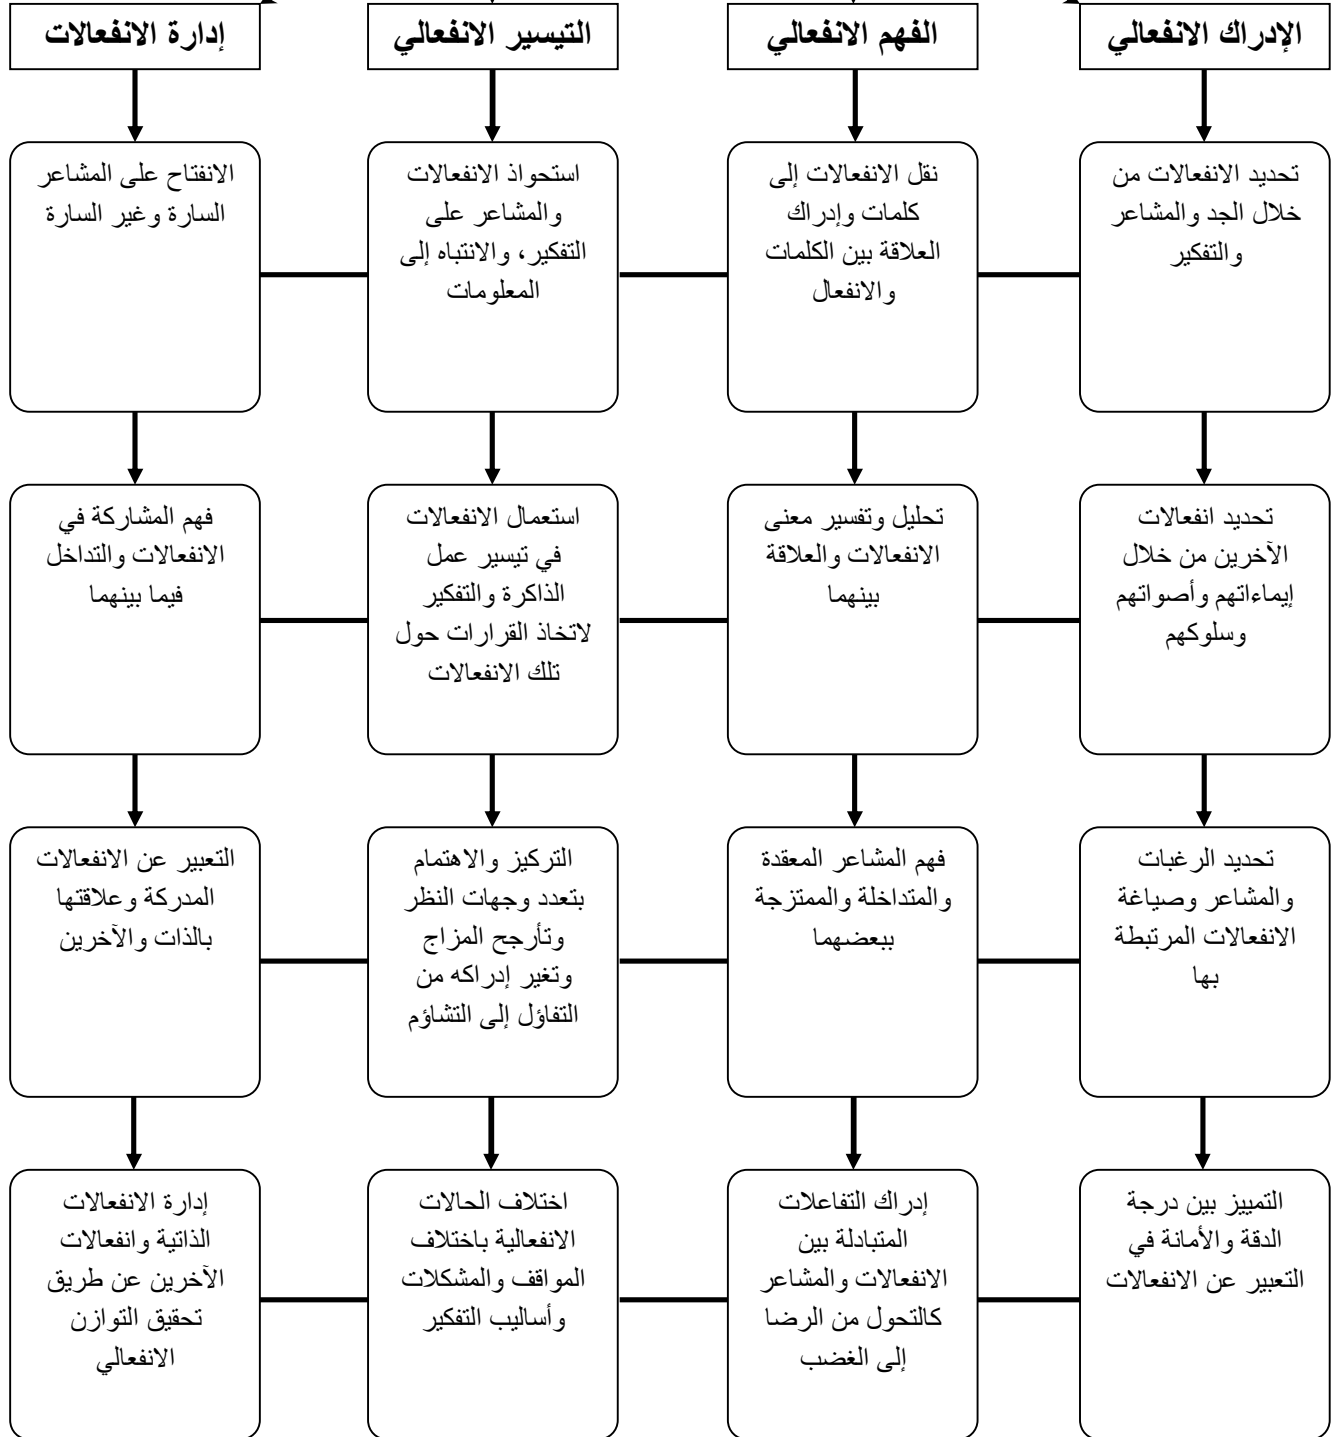 الإدراك الانفعالي
الفهم الانفعالي
التيسير الانفعالي
إدارة الانفعالات
تحديد الانفعالات من
خلال الجد والمشاعر
والتفكير
نقل الانفعالات إلى
كلمات وإدراك
العلاقة بين الكلمات
والانفعال
استحواذ الانفعالات
والمشاعر على
التفكير، والانتباه إلى
المعلومات
الانفتاح على المشاعر
السارة وغير السارة
تحديد انفعالات
الآخرين من خلال
إيماءاتهم وأصواتهم
وسلوكهم
تحليل وتفسير معنى
الانفعالات والعلاقة
بينهما
استعمال الانفعالات
في تيسير عمل
الذاكرة والتفكير
لاتخاذ القرارات حول
تلك الانفعالات
فهم المشاركة في
الانفعالات والتداخل
فيما بينهما
تحديد الرغبات
والمشاعر وصياغة
الانفعالات المرتبطة
بها
فهم المشاعر المعقدة
والمتداخلة والممتزجة
ببعضهما
التركيز والاهتمام
بتعدد وجهات النظر
وتأرجح المزاج
وتغير إدراكه من
التفاؤل إلى التشاؤم
التعبير عن الانفعالات
المدركة وعلاقتها
بالذات والآخرين
التمييز بين درجة
الدقة والأمانة في
التعبير عن الانفعالات
إدراك التفاعلات
المتبادلة بين
الانفعالات والمشاعر
كالتحول من الرضا
إلى الغضب
اختلاف الحالات
الانفعالية باختلاف
المواقف والمشكلات
وأساليب التفكير
إدارة الانفعالات
الذاتية وانفعالات
الآخرين عن طريق
تحقيق التوازن
الانفعالي